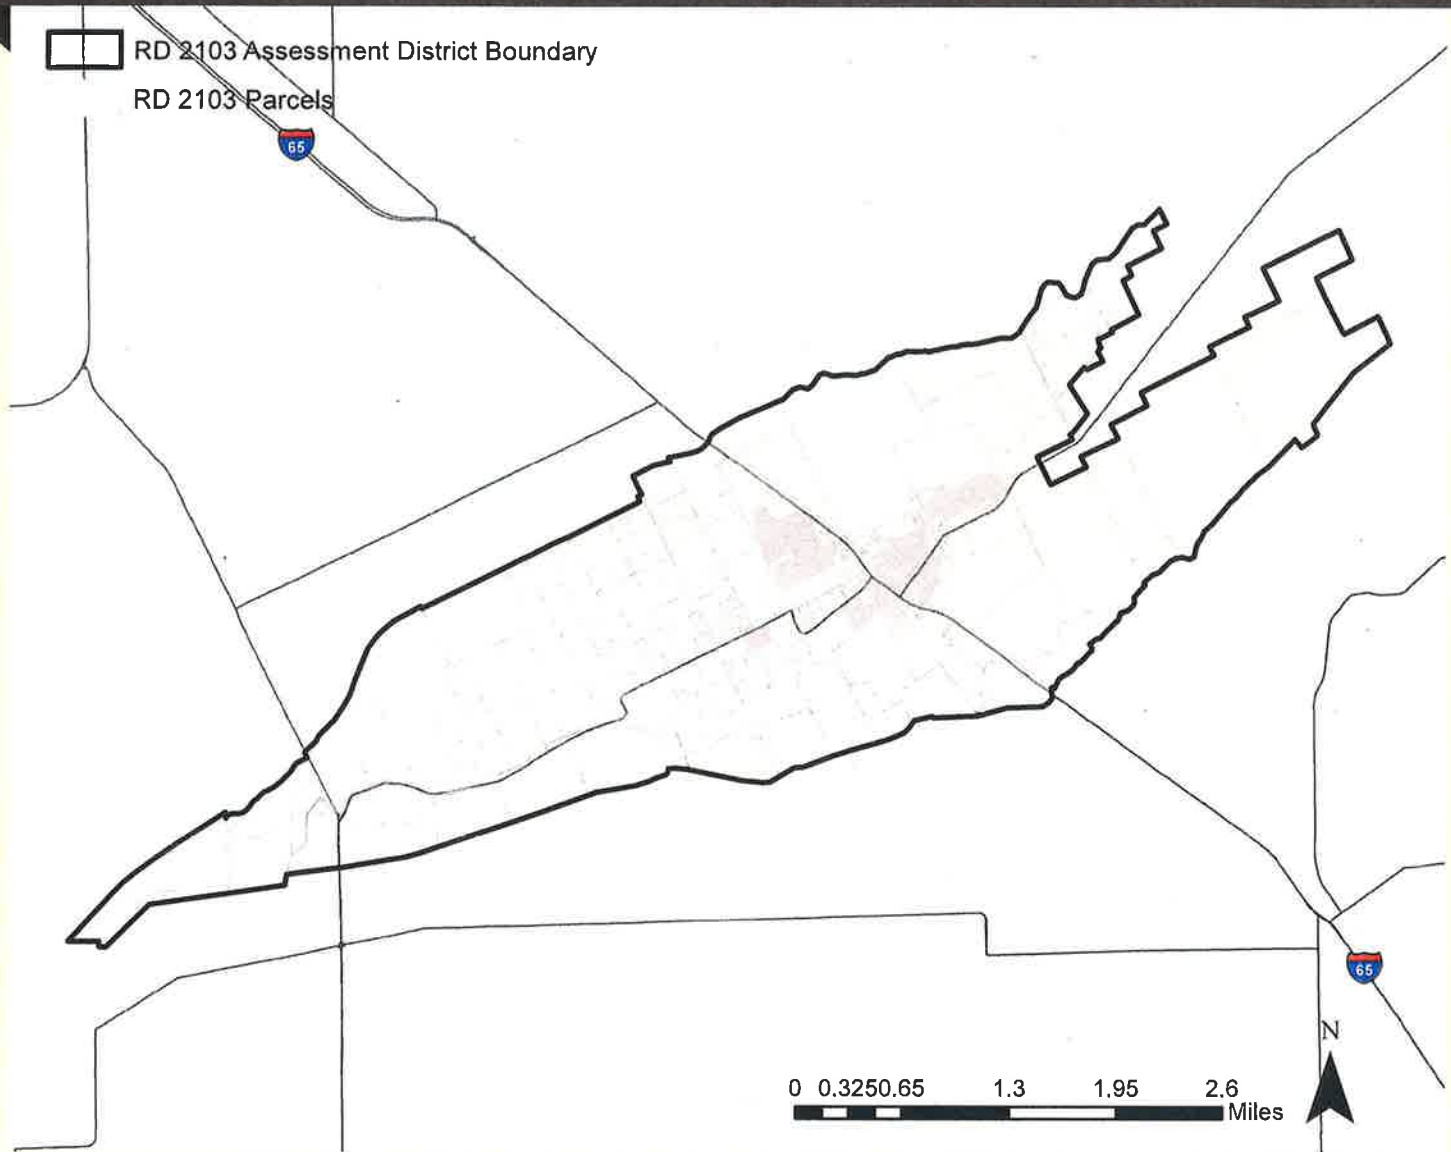 RD 2103 Assessment District Boundary
RD 2103 Parcels
65
65
N
0 0.3250.65 1.3 1.95 2.6
Miles